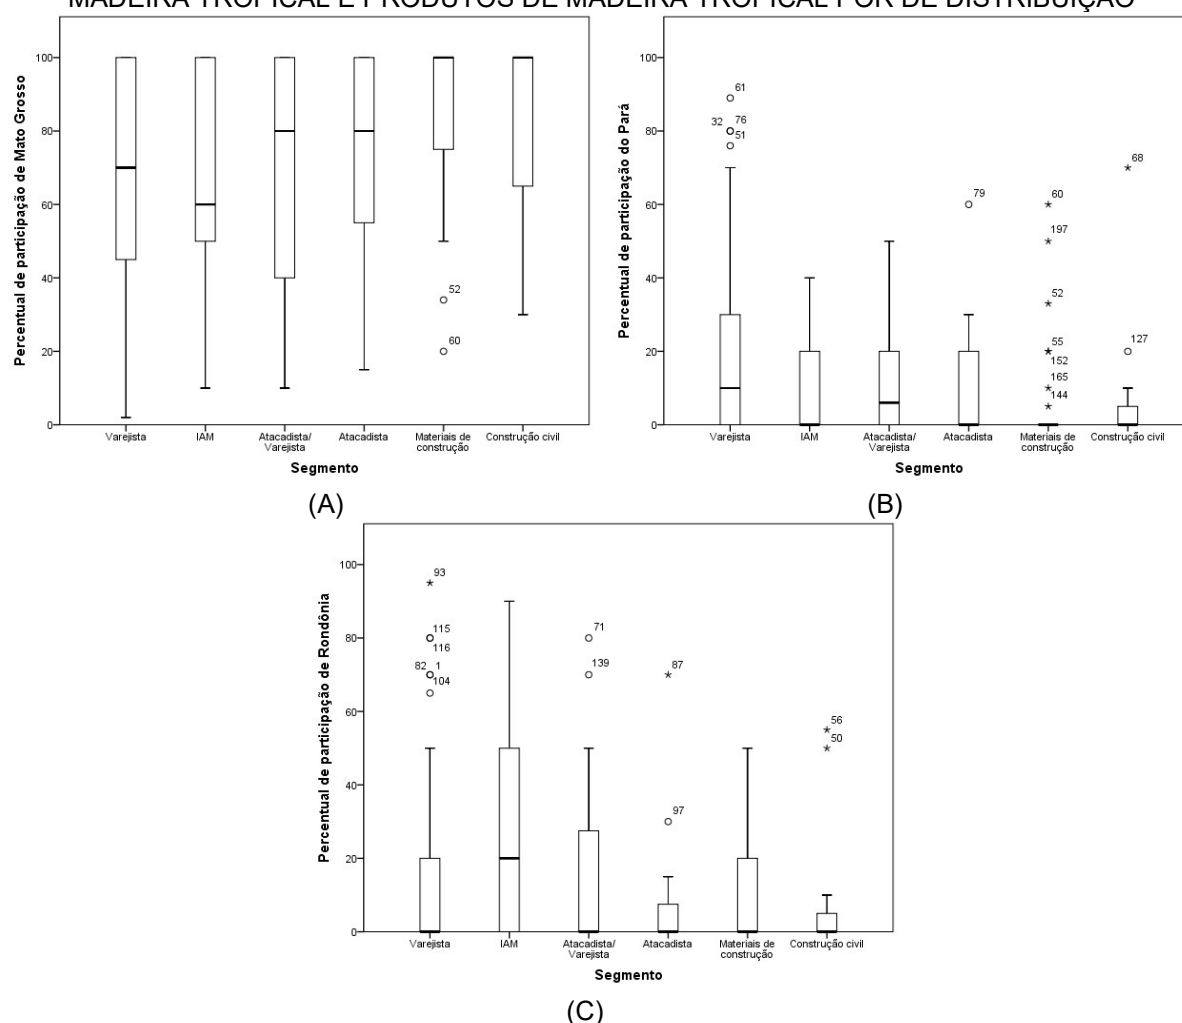 MADEIRA TROPICAL E PRODUTOS DE MADEIRA TROPICAL POR DE DISTRIBUIÇÃO
Percentual de participação de Mato Grosso
100
80
60
40
20
0
52
60
Varejista
IAM
Atacadista/
Varejista
Atacadista
Materiais de
construção
Construção civil
Segmento
(A)
Percentual de participação do Pará
100
80
60
40
20
0
61
32
76
51
79
60
197
52
55
152
165
144
68
127
Varejista
IAM
Atacadista/
Varejista
Atacadista
Materiais de
construção
Construção civil
Segmento
(B)
Percentual de participação de Rondônia
100
80
60
40
20
0
93
115
116
82 1
104
71
139
87
97
56
50
Varejista
IAM
Atacadista/
Varejista
Atacadista
Materiais de
construção
Construção civil
Segmento
(C)